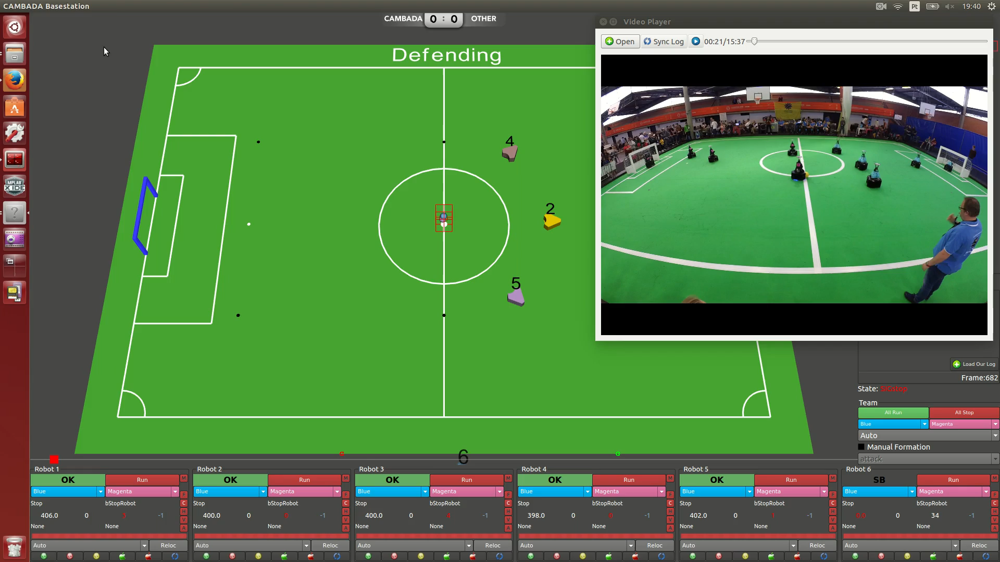 CAMBADA Basestation
Pt
19:40
CAMBADA 0 : 0 OTHER
Video Player
Open Sync Log 00:21/15:37
Defending
4
2
5
6
G G
MPLAB
X IDE
Load Our Log
Frame:682
State: SIGstop
Team
All Run All Stop
Blue Magenta
Auto
Manual Formation
attack
Robot 1 Robot 2 Robot 3 Robot 4 Robot 5 Robot 6
OK Run M OK Run M OK Run M OK Run M OK Run M SB Run M
Blue Magenta F Blue Magenta F Blue Magenta F Blue Magenta F Blue Magenta F Blue Magenta F
Stop bStopRobot C Stop bStopRobot C Stop bStopRobot C Stop bStopRobot C Stop bStopRobot C Stop bStopRobot C
H H H H H H
406.0 0 5 -1 400.0 0 0 -1 400.0 0 4 -1 398.0 0 0 -1 402.0 0 1 -1 0.0 0 34 -1
V V V V V V
None None A None None A None None A None None A None None A None None A
Auto Reloc Auto Reloc Auto Reloc Auto Reloc Auto Reloc Auto Reloc